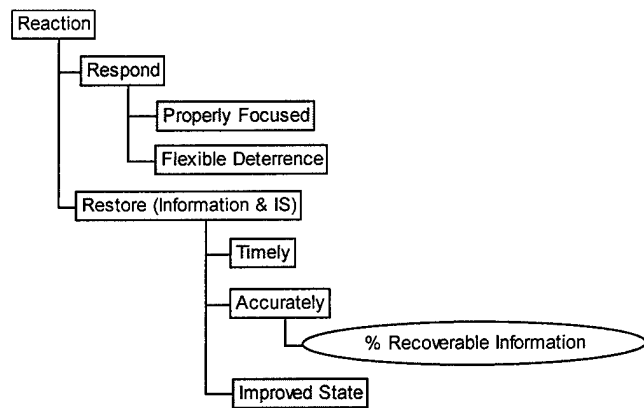 Reaction
Respond
Properly Focused
Flexible Deterrence
Restore (Information & IS)
Timely
Accurately
% Recoverable Information
Improved State